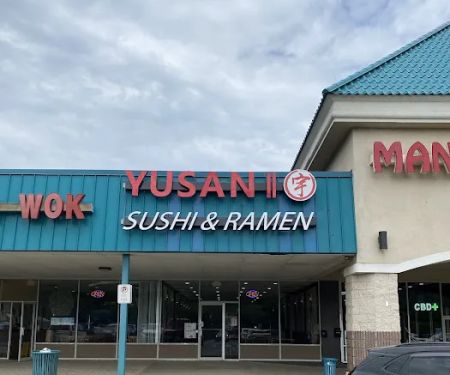 WOK
YUSAN II 宇
SUSHI & RAMEN
MAN
CBD+